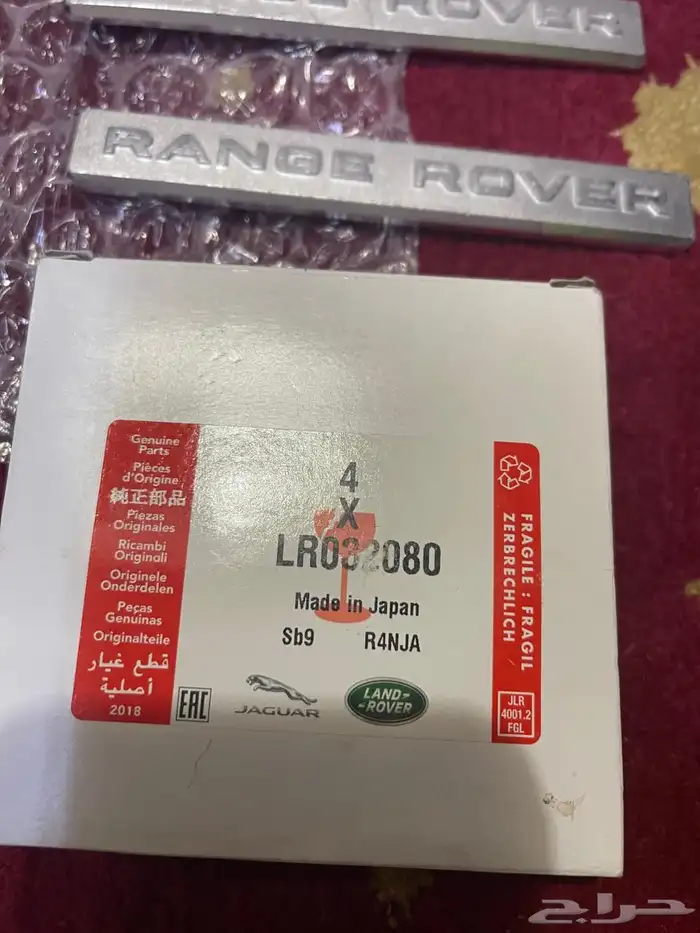 RANGE ROVER
RANGE ROVER
Genuine
Parts
Pièces
d'Origine
純正部品
Piezas
Originales
Ricambi
Originali
Originele
Onderdelen
Peças
Genuinas
Originalteile
قطع غيار
أصلية
2018
4
X
LR032080
Made in Japan
Sb9 R4NJA
EAC
JAGUAR
LAND-
-ROVER
FRAGILE : FRAGIL
ZERBRECHLICH
JLR
4001.2
FGL
حراج